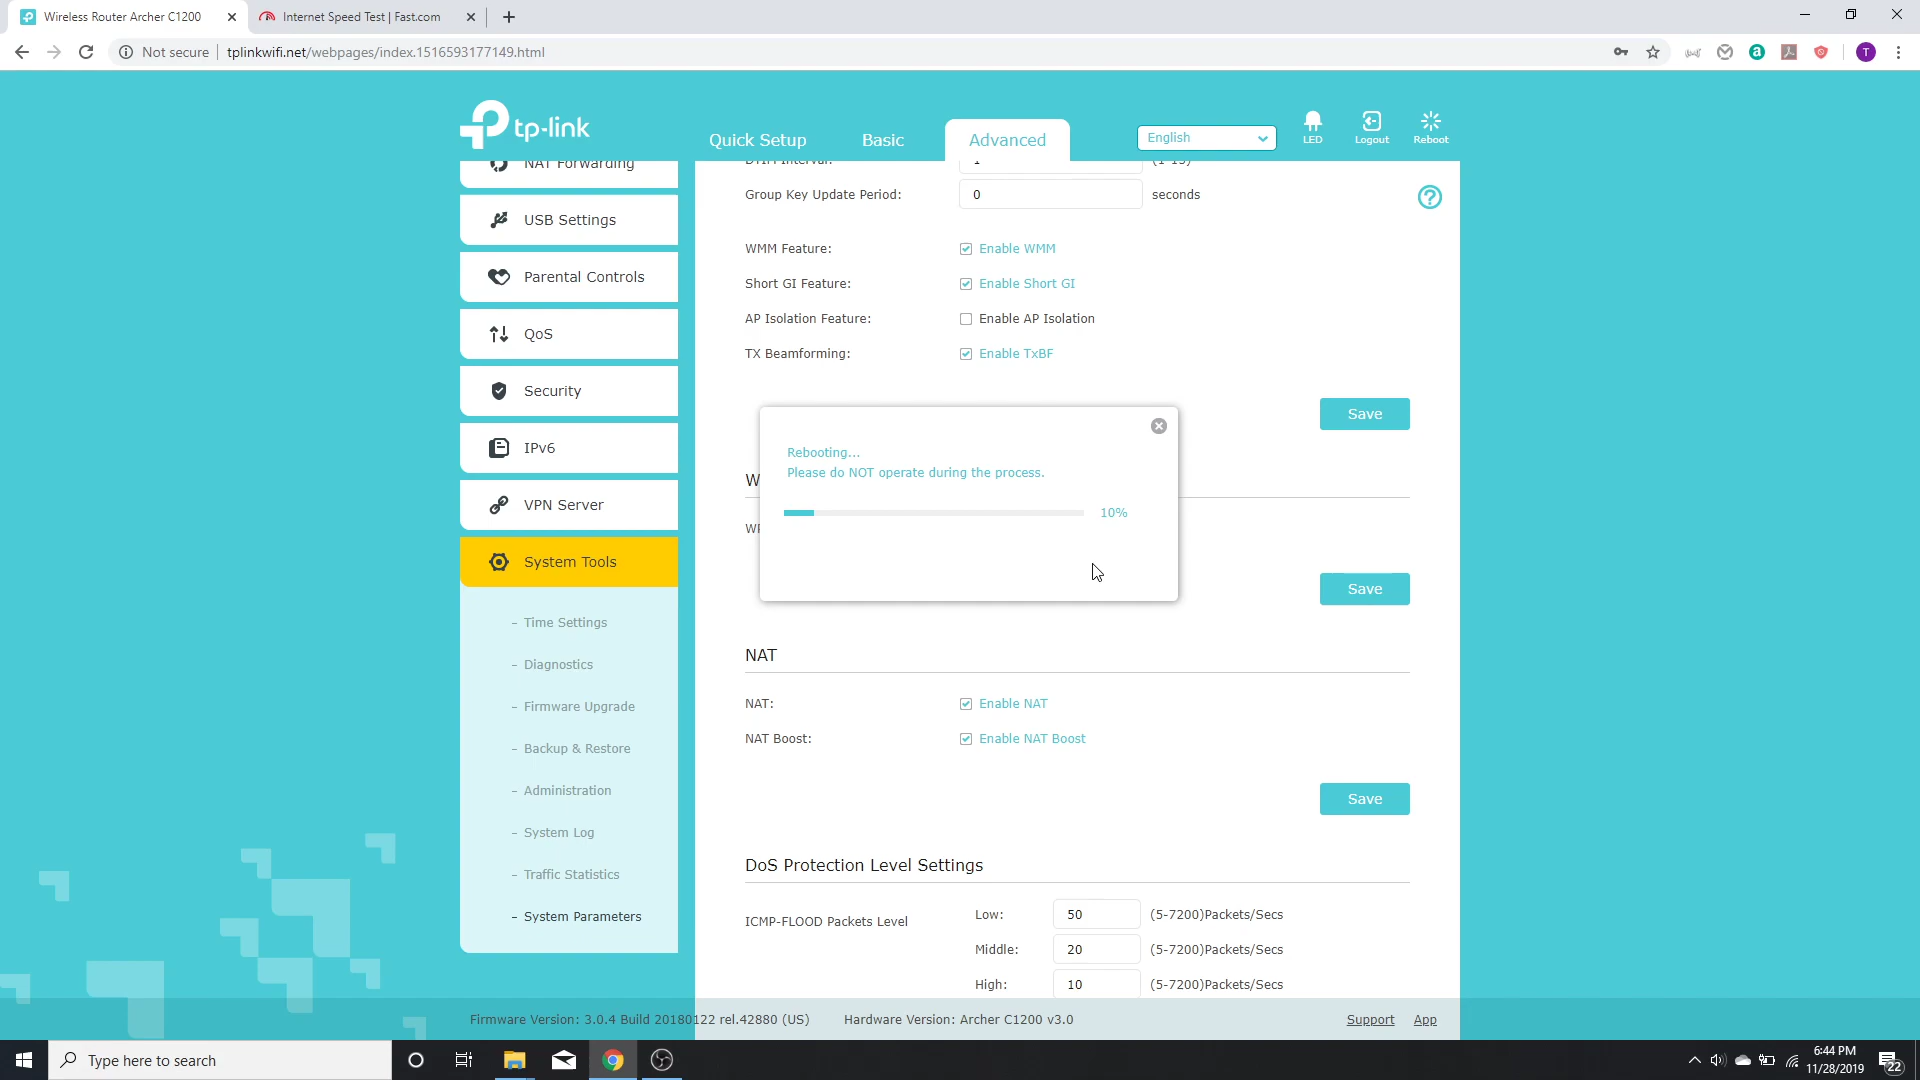 Wireless Router Archer C1200
Internet Speed Test | Fast.com
Not secure
tplinkwifi.net/webpages/index.1516593177149.html
T
tp-link
Quick Setup
Basic
Advanced
English
LED
Logout
Reboot
NAT Forwarding
USB Settings
Parental Controls
QoS
Security
IPv6
VPN Server
System Tools
- Time Settings
- Diagnostics
- Firmware Upgrade
- Backup & Restore
- Administration
- System Log
- Traffic Statistics
- System Parameters
DTIM Interval: 1 (1-15)
Group Key Update Period: 0 seconds
WMM Feature: Enable WMM
Short GI Feature: Enable Short GI
AP Isolation Feature: Enable AP Isolation
TX Beamforming: Enable TxBF
Save
Rebooting...
Please do NOT operate during the process.
10%
Save
NAT
NAT: Enable NAT
NAT Boost: Enable NAT Boost
Save
DoS Protection Level Settings
ICMP-FLOOD Packets Level
Low: 50 (5-7200)Packets/Secs
Middle: 20 (5-7200)Packets/Secs
High: 10 (5-7200)Packets/Secs
Firmware Version: 3.0.4 Build 20180122 rel.42880 (US) Hardware Version: Archer C1200 v3.0 Support App
Type here to search
6:44 PM
11/28/2019
22